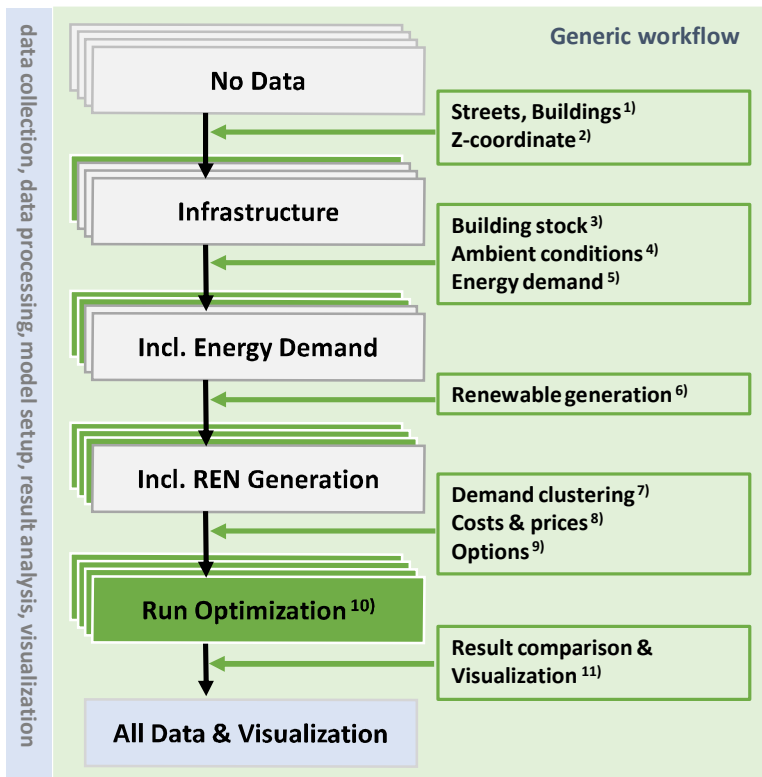 data collection, data processing, model setup, result analysis, visualization
Generic workflow
No Data
Streets, Buildings 1)
Z-coordinate 2)
Infrastructure
Building stock 3)
Ambient conditions 4)
Energy demand 5)
Incl. Energy Demand
Renewable generation 6)
Incl. REN Generation
Demand clustering 7)
Costs & prices 8)
Options 9)
Run Optimization 10)
Result comparison &
Visualization 11)
All Data & Visualization